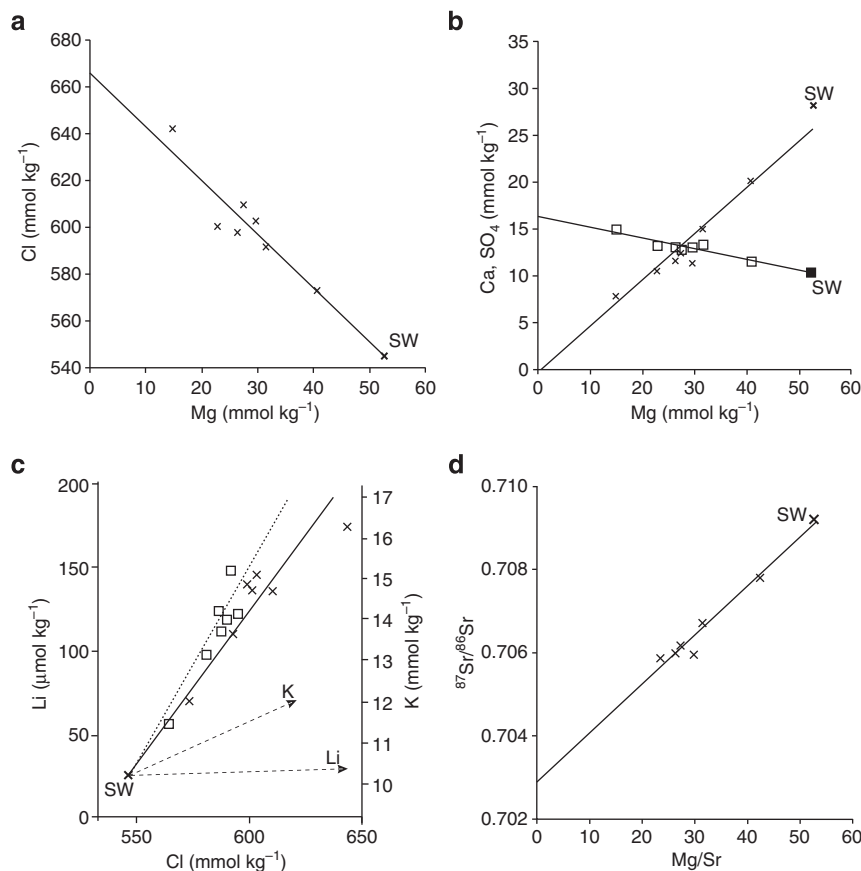 a
680
660
640
620
600
580
560
540
Cl (mmol kg⁻¹)
SW
0 10 20 30 40 50 60
Mg (mmol kg⁻¹)
b
35
30
25
20
15
10
5
0
Ca, SO₄ (mmol kg⁻¹)
SW
SW
0 10 20 30 40 50 60
Mg (mmol kg⁻¹)
c
200
150
100
50
0
Li (μmol kg⁻¹)
17
16
15
14
13
12
11
10
K (mmol kg⁻¹)
K
Li
SW
550 600 650
Cl (mmol kg⁻¹)
d
0.710
0.708
0.706
0.704
0.702
⁸⁷Sr/⁸⁶Sr
SW
0 10 20 30 40 50 60
Mg/Sr